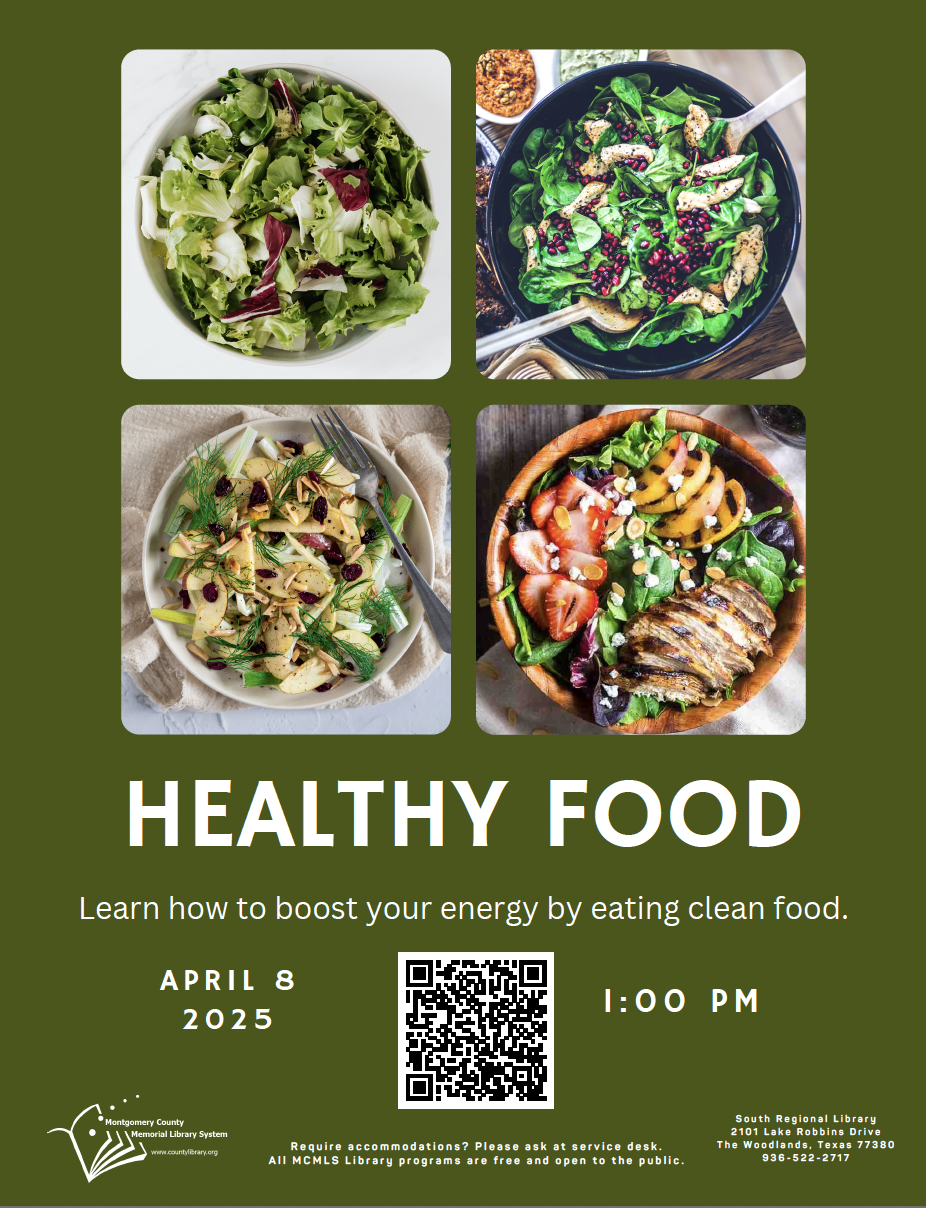 HEALTHY FOOD
Learn how to boost your energy by eating clean food.
APRIL 8
2025
1:00 PM
Montgomery County
Memorial Library System
www.countylibrary.org
Require accommodations? Please ask at service desk.
All MCMLS Library programs are free and open to the public.
South Regional Library
2101 Lake Robbins Drive
The Woodlands, Texas 77380
936-522-2717